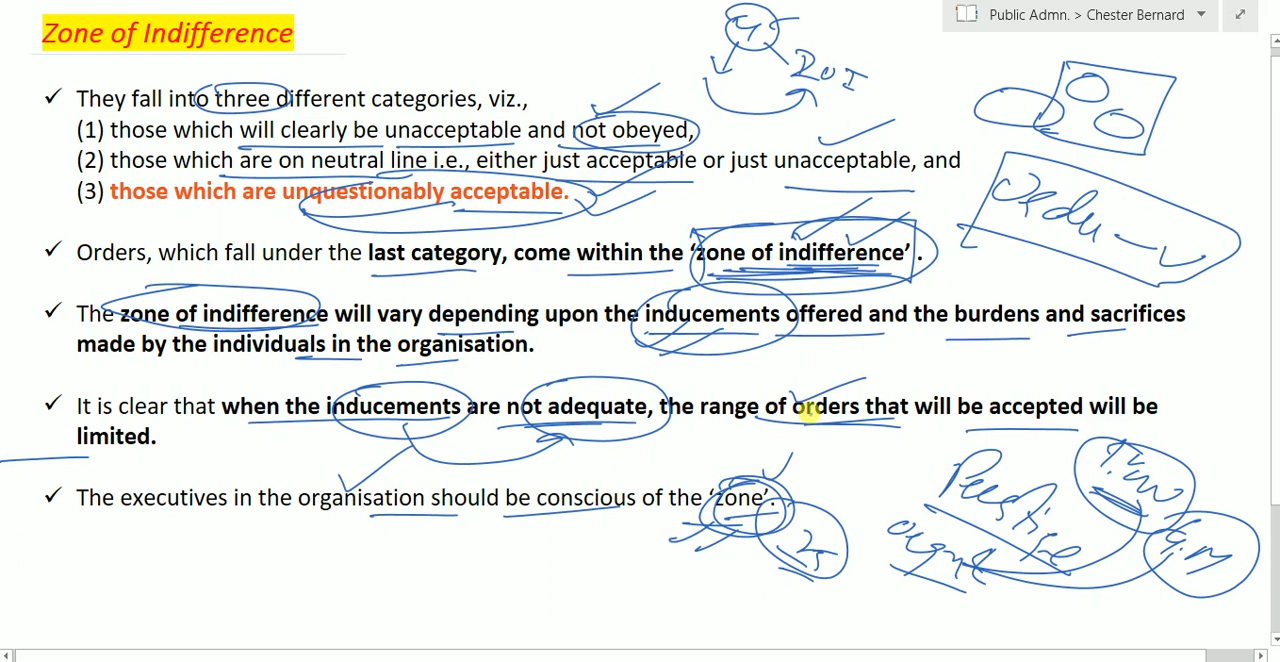 Public Admn. > Chester Bernard
Zone of Indifference
✓ They fall into three different categories, viz.,
(1) those which will clearly be unacceptable and not obeyed,
(2) those which are on neutral line i.e., either just acceptable or just unacceptable, and
(3) those which are unquestionably acceptable.
✓ Orders, which fall under the last category, come within the ‘zone of indifference’.
✓ The zone of indifference will vary depending upon the inducements offered and the burdens and sacrifices
made by the individuals in the organisation.
✓ It is clear that when the inducements are not adequate, the range of orders that will be accepted will be
limited.
✓ The executives in the organisation should be conscious of the ‘zone’.
ZOI
Order